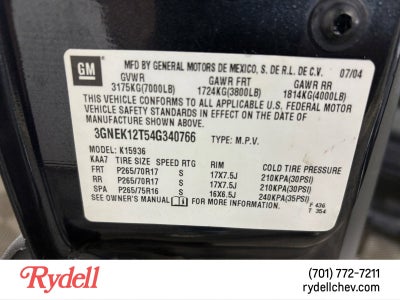 GM
MFD BY GENERAL MOTORS DE MEXICO, S. DE R.L. DE C.V. 07/04
GVWR GAWR FRT GAWR RR
3175KG(7000LB) 1724KG(3800LB) 1814KG(4000LB)
THIS VEHICLE CONFORMS TO ALL APPLICABLE U.S. FEDERAL MOTOR
VEHICLE SAFETY STANDARDS IN EFFECT ON THE DATE OF
MANUFACTURE SHOWN ABOVE.
3GNEK12T54G340766 TYPE: M.P.V.
MODEL: K15936
KAA7 TIRE SIZE SPEED RTG RIM COLD TIRE PRESSURE
FRT P265/70R17 S 17X7.5J 210KPA(30PSI)
RR P265/70R17 S 17X7.5J 210KPA(30PSI)
SPA P265/75R16 S 16X6.5J 240KPA(35PSI)
SEE OWNER'S MANUAL FOR MORE INFORMATION. F 436
T 354
Rydell
(701) 772-7211
rydellchev.com